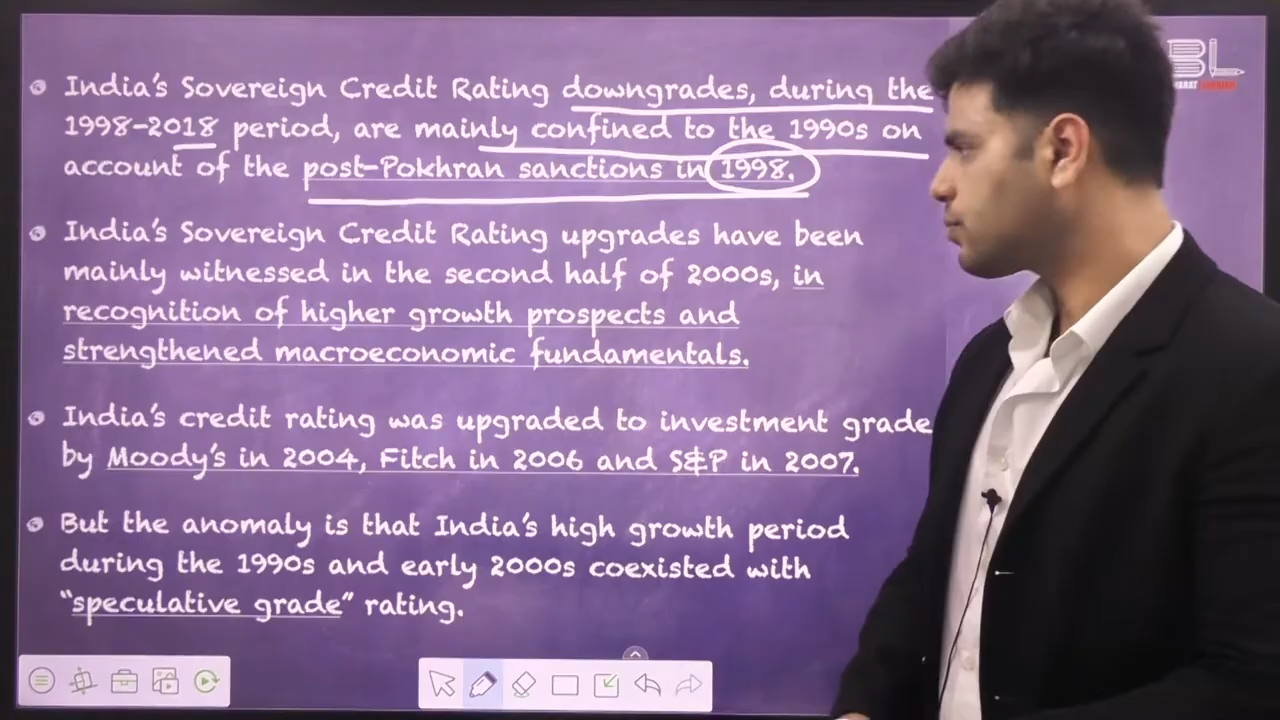 India's Sovereign Credit Rating downgrades, during the
1998-2018 period, are mainly confined to the 1990s on
account of the post-Pokhran sanctions in 1998.
India's Sovereign Credit Rating upgrades have been
mainly witnessed in the second half of 2000s, in
recognition of higher growth prospects and
strengthened macroeconomic fundamentals.
India's credit rating was upgraded to investment grade
by Moody's in 2004, Fitch in 2006 and S&P in 2007.
But the anomaly is that India's high growth period
during the 1990s and early 2000s coexisted with
"speculative grade" rating.
BL